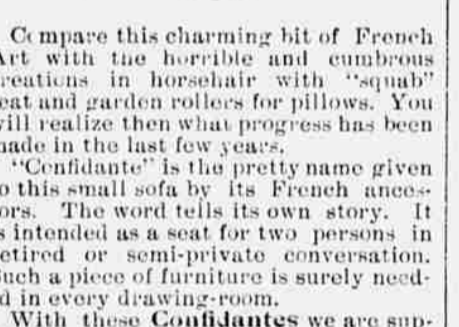 Compare this charming bit of French
Art with the horrible and cumbrous
creations in horsehair with "squab"
seat and garden rollers for pillows. You
will realize then what progress has been
made in the last few years.
"Confidante" is the pretty name given
to this small sofa by its French ances-
tors. The word tells its own story. It
is intended as a seat for two persons in
retired or semi-private conversation.
Such a piece of furniture is surely need-
ed in every drawing-room.
With these Confidantes we are sup-